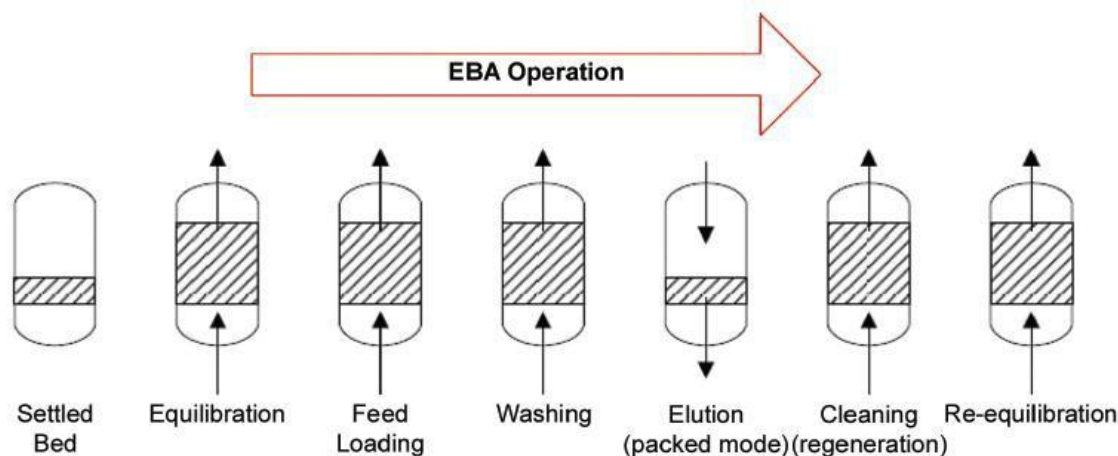 EBA Operation
Settled
Bed
Equilibration
Feed
Loading
Washing
Elution
(packed mode)
Cleaning
(regeneration)
Re-equilibration